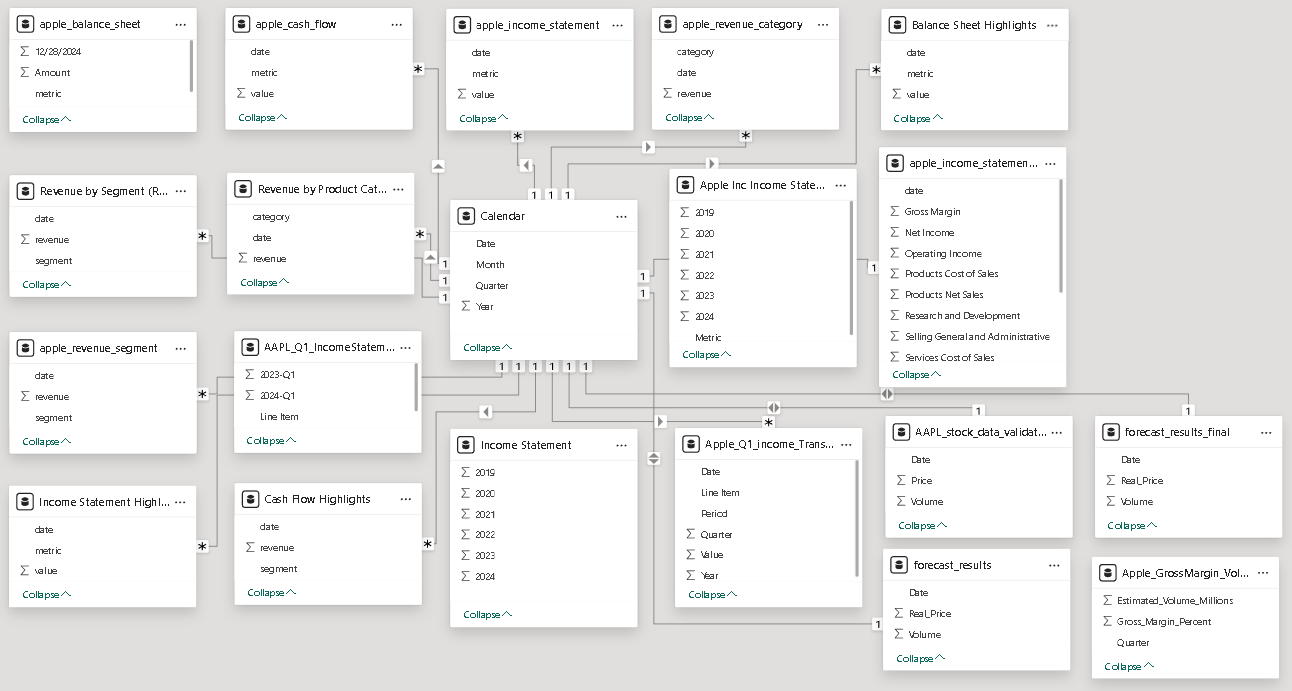 apple_balance_sheet
12/28/2024
Amount
metric
Collapse
apple_cash_flow
date
metric
value
Collapse
apple_income_statement
date
metric
value
Collapse
apple_revenue_category
category
date
revenue
Collapse
Balance Sheet Highlights
date
metric
value
Collapse
Revenue by Segment (R...
date
revenue
segment
Collapse
Revenue by Product Cat...
category
date
revenue
Collapse
Calendar
Date
Month
Quarter
Year
Collapse
Apple Inc Income State...
2019
2020
2021
2022
2023
2024
Metric
Collapse
apple_income_statemen...
date
Gross Margin
Net Income
Operating Income
Products Cost of Sales
Products Net Sales
Research and Development
Selling General and Administrative
Services Cost of Sales
Collapse
apple_revenue_segment
date
revenue
segment
Collapse
AAPL_Q1_IncomeStatem...
2023-Q1
2024-Q1
Line Item
Collapse
Income Statement Highl...
date
metric
value
Collapse
Cash Flow Highlights
date
revenue
segment
Collapse
Income Statement
2019
2020
2021
2022
2023
2024
Collapse
Apple_Q1_income_Trans...
Date
Line Item
Period
Quarter
Value
Year
Collapse
AAPL_stock_data_validat...
Date
Price
Volume
Collapse
forecast_results_final
Date
Real_Price
Volume
Collapse
forecast_results
Date
Real_Price
Volume
Collapse
Apple_GrossMargin_Vol...
Estimated_Volume_Millions
Gross_Margin_Percent
Quarter
Collapse